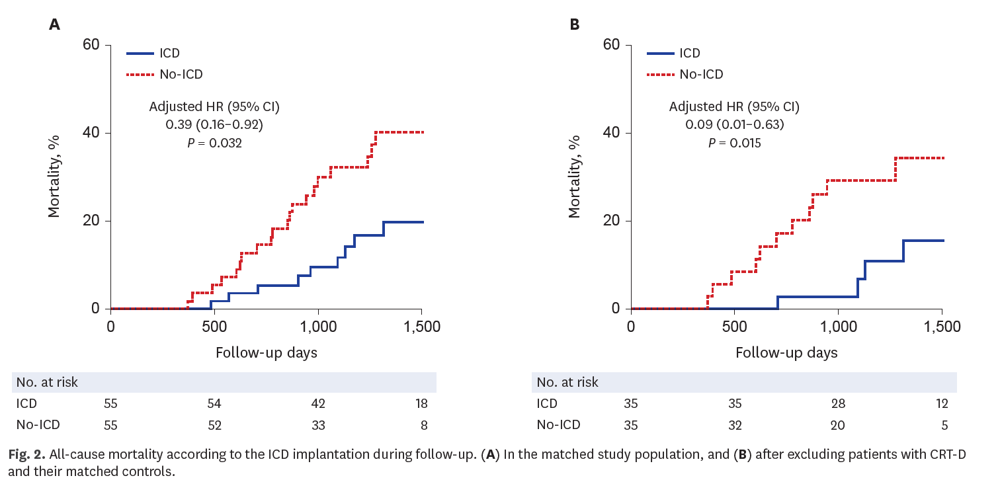 A
60
40
20
0
Mortality, %
ICD
No-ICD
Adjusted HR (95% CI)
0.39 (0.16–0.92)
P = 0.032
0 500 1,000 1,500
Follow-up days
No. at risk
ICD 55 54 42 18
No-ICD 55 52 33 8
B
60
40
20
0
Mortality, %
ICD
No-ICD
Adjusted HR (95% CI)
0.09 (0.01–0.63)
P = 0.015
0 500 1,000 1,500
Follow-up days
No. at risk
ICD 35 35 28 12
No-ICD 35 32 20 5
Fig. 2. All-cause mortality according to the ICD implantation during follow-up. (A) In the matched study population, and (B) after excluding patients with CRT-D
and their matched controls.